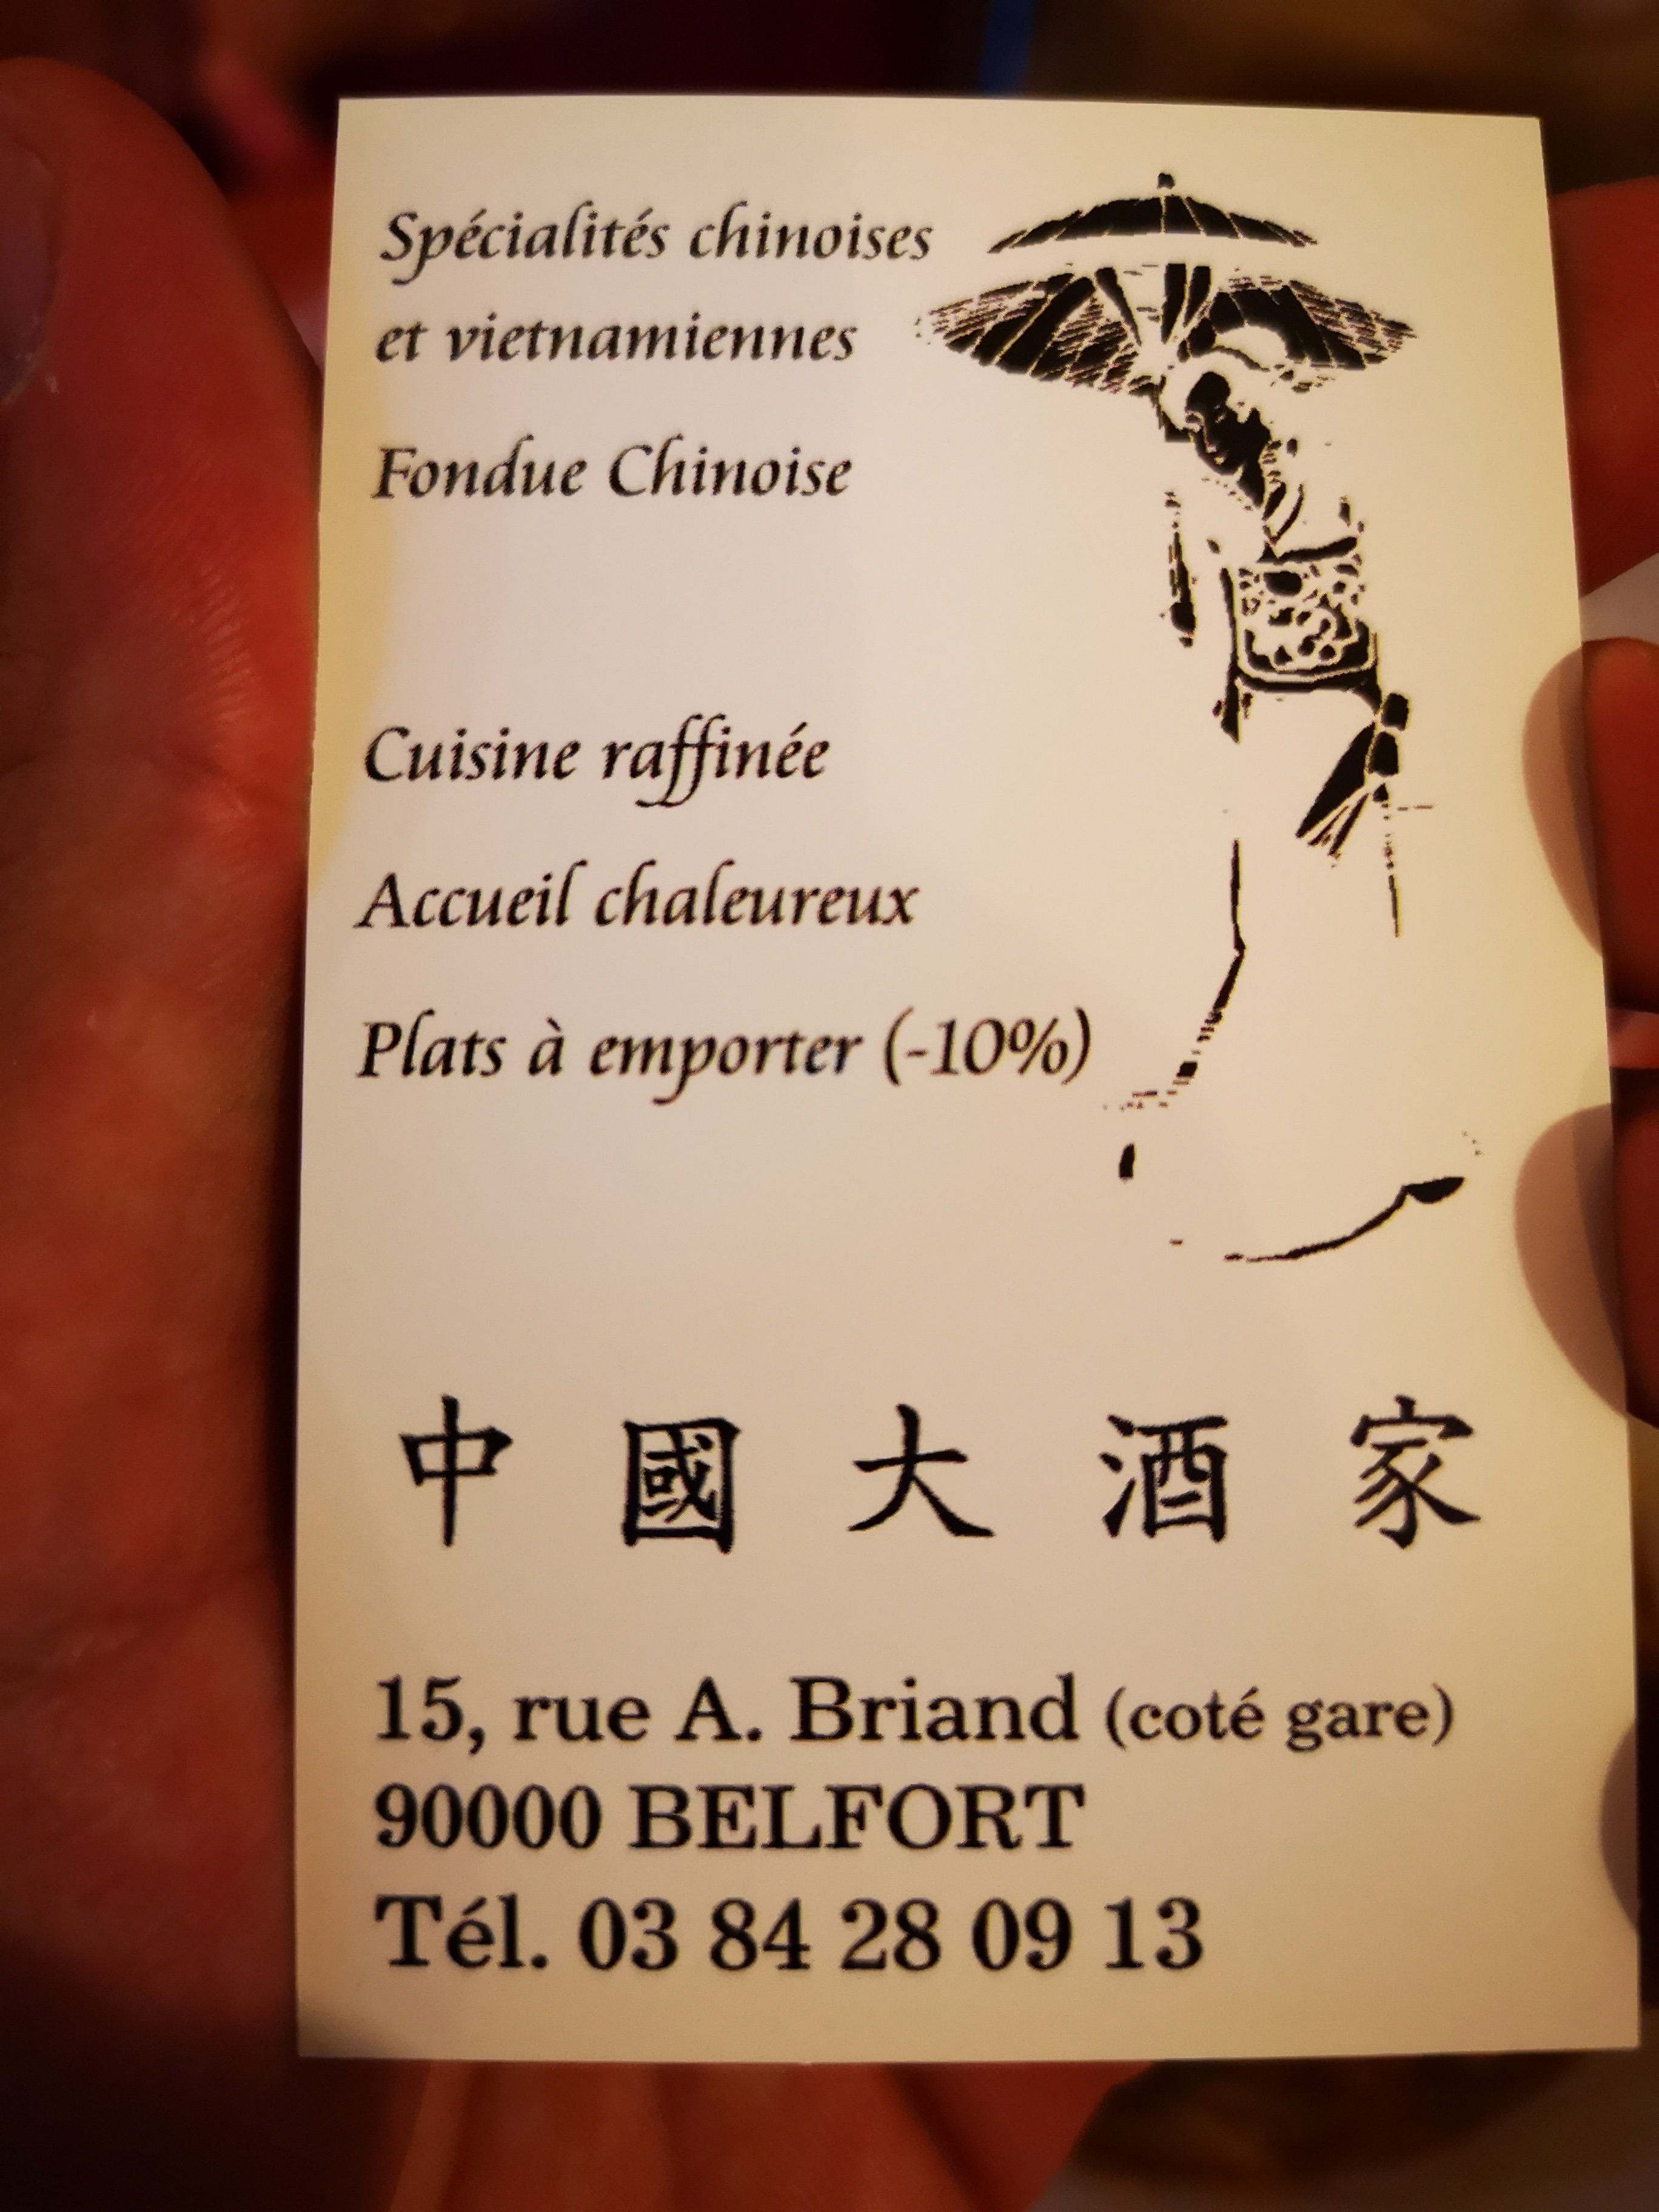 Spécialités chinoises
et vietnamiennes
Fondue Chinoise
Cuisine raffinée
Accueil chaleureux
Plats à emporter (-10%)
中國大酒家
15, rue A. Briand (coté gare)
90000 BELFORT
Tél. 03 84 28 09 13